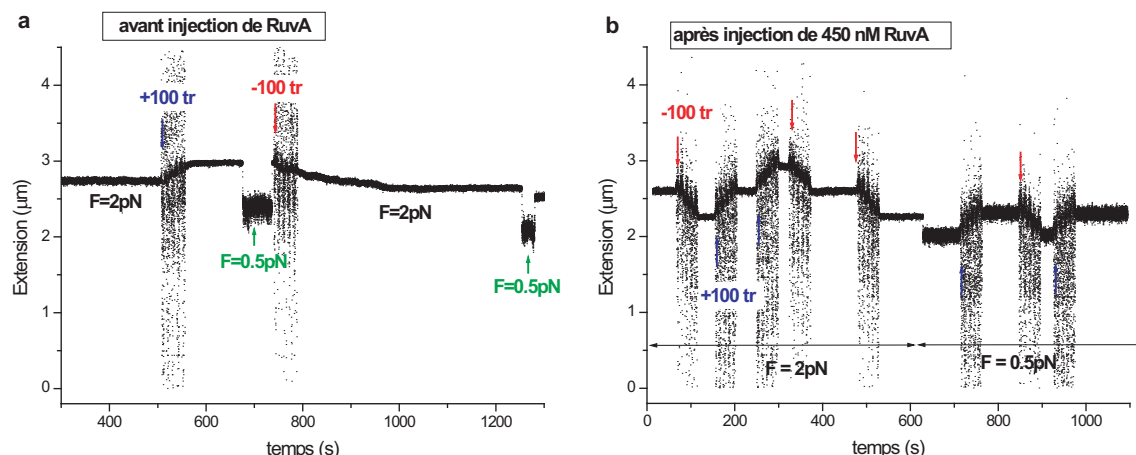 a
avant injection de RuvA
4
3
2
1
0
Extension (µm)
+100 tr
-100 tr
F=2pN
F=0.5pN
F=2pN
F=0.5pN
400
600
800
1000
1200
temps (s)
b
après injection de 450 nM RuvA
4
3
2
1
0
Extension (µm)
-100 tr
+100 tr
F = 2pN
F = 0.5pN
0
200
400
600
800
1000
temps (s)